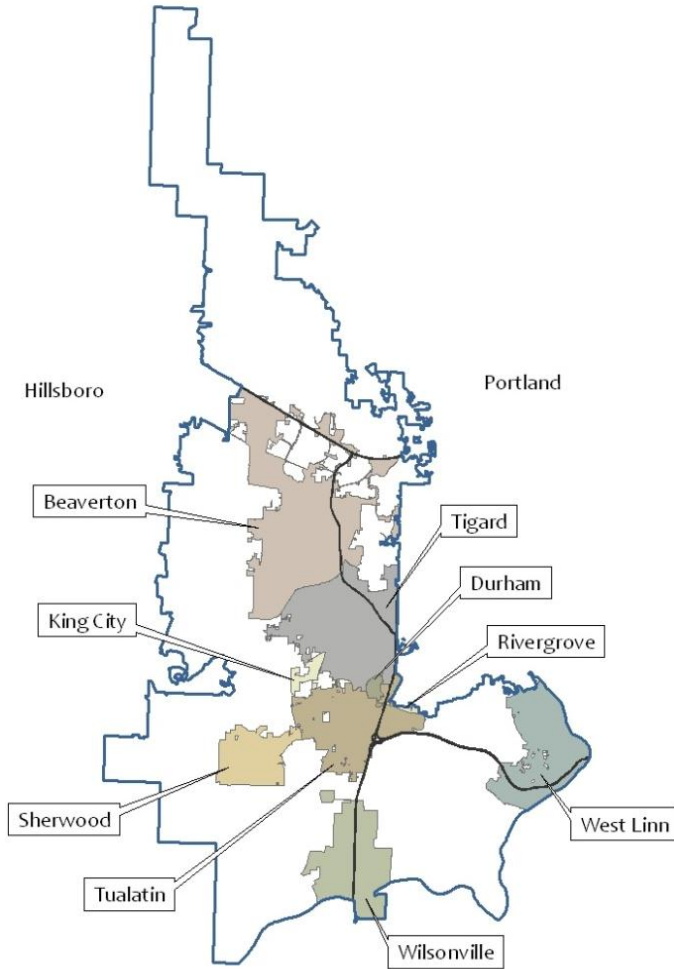 Hillsboro
Portland
Beaverton
Tigard
Durham
King City
Rivergrove
Sherwood
West Linn
Tualatin
Wilsonville